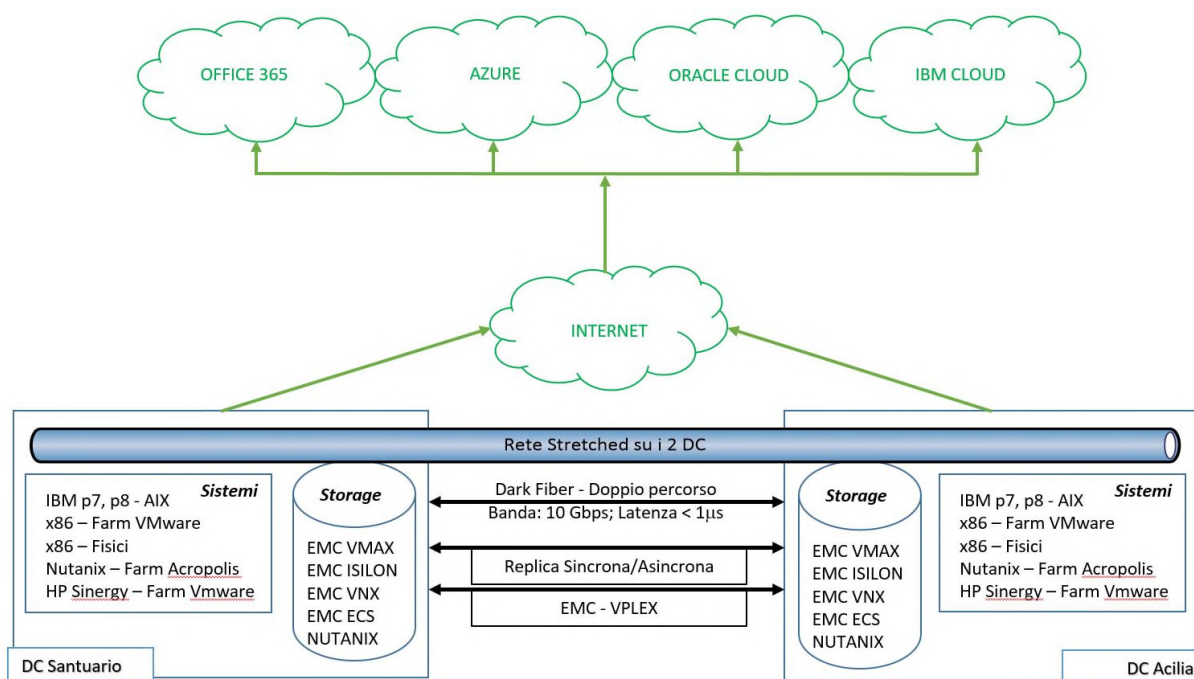 OFFICE 365
AZURE
ORACLE CLOUD
IBM CLOUD
INTERNET
Rete Stretched su i 2 DC
Sistemi
IBM p7, p8 - AIX
x86 – Farm VMware
x86 – Fisici
Nutanix – Farm Acropolis
HP Sinergy – Farm Vmware
Storage
EMC VMAX
EMC ISILON
EMC VNX
EMC ECS
NUTANIX
DC Santuario
Dark Fiber - Doppio percorso
Banda: 10 Gbps; Latenza < 1μs
Replica Sincrona/Asincrona
EMC - VPLEX
Storage
EMC VMAX
EMC ISILON
EMC VNX
EMC ECS
NUTANIX
Sistemi
IBM p7, p8 - AIX
x86 – Farm VMware
x86 – Fisici
Nutanix – Farm Acropolis
HP Sinergy – Farm Vmware
DC Acilia